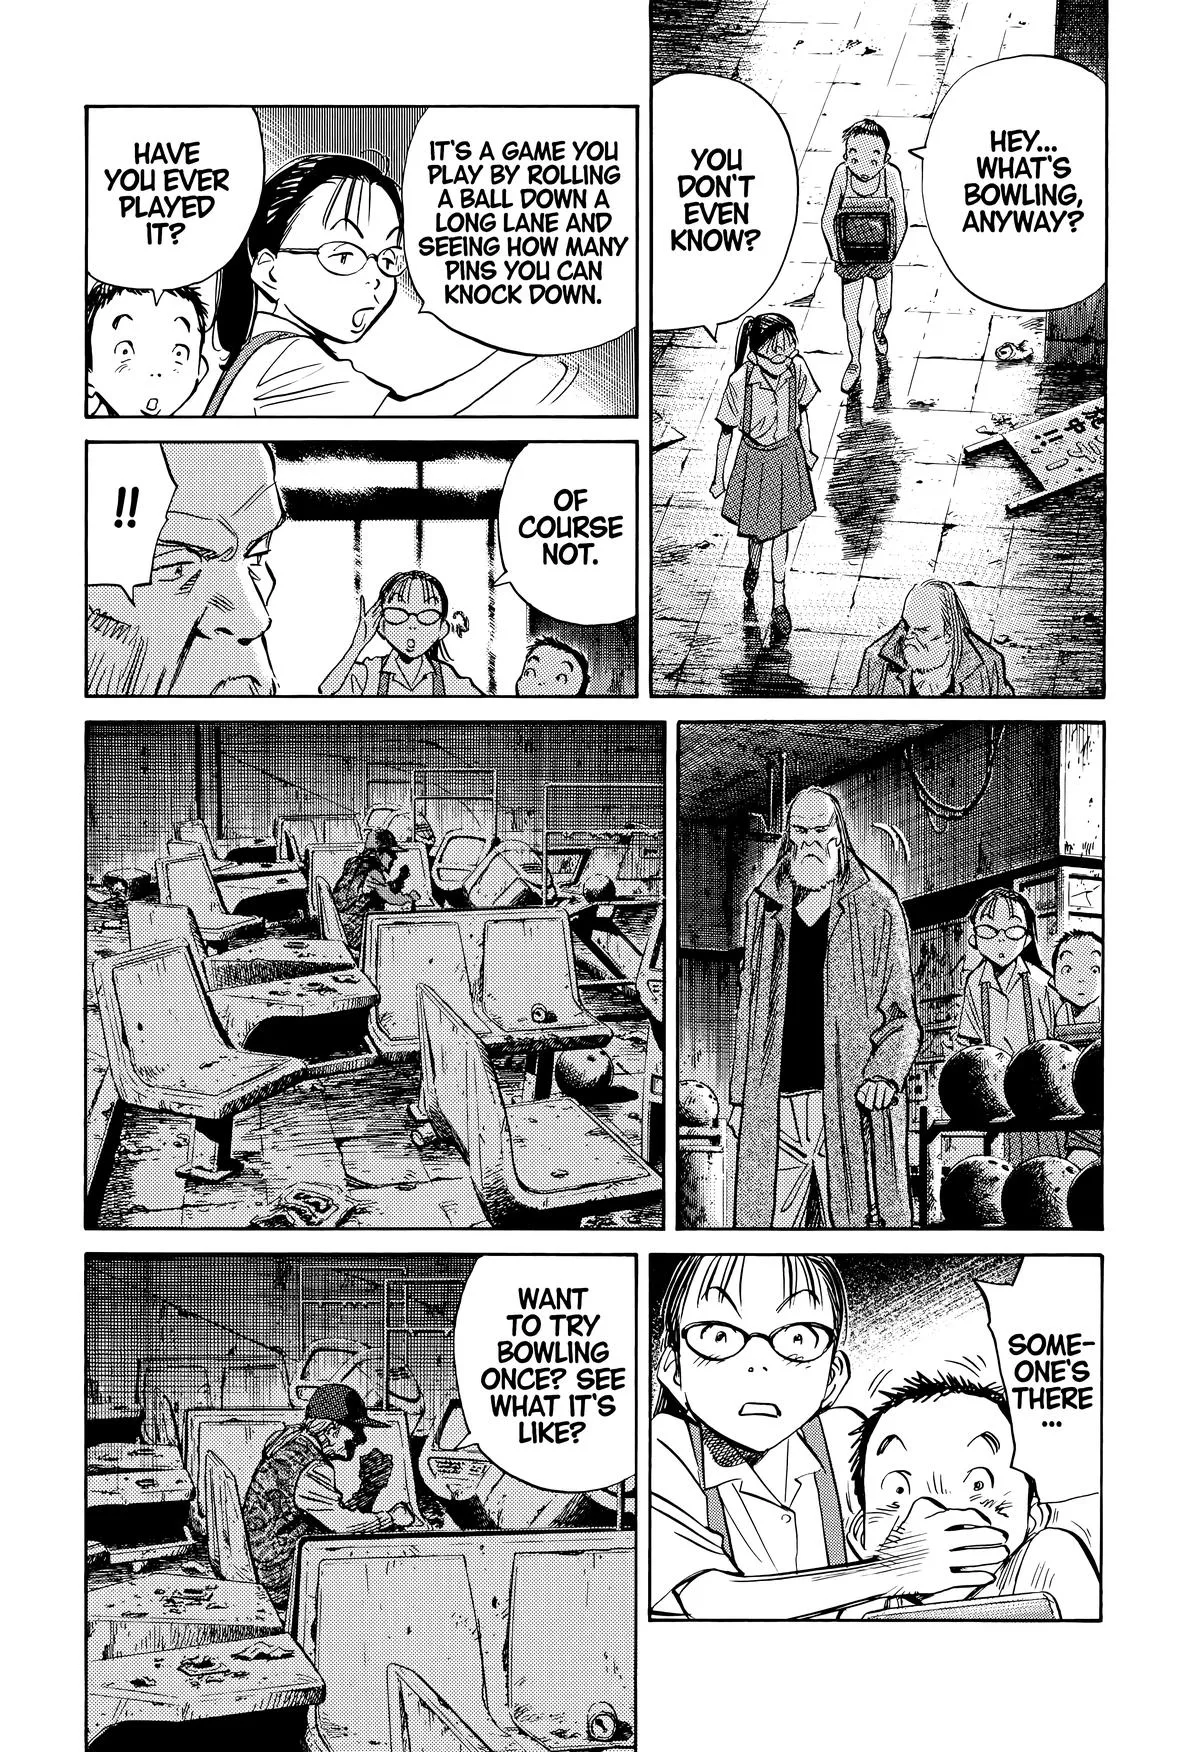 HEY...
WHAT'S
BOWLING,
ANYWAY?
YOU
DON'T
EVEN
KNOW?
IT'S A GAME YOU
PLAY BY ROLLING
A BALL DOWN A
LONG LANE AND
SEEING HOW MANY
PINS YOU CAN
KNOCK DOWN.
HAVE
YOU EVER
PLAYED
IT?
OF
COURSE
NOT.
!!
SOME-
ONE'S
THERE
...
WANT
TO TRY
BOWLING
ONCE? SEE
WHAT IT'S
LIKE?